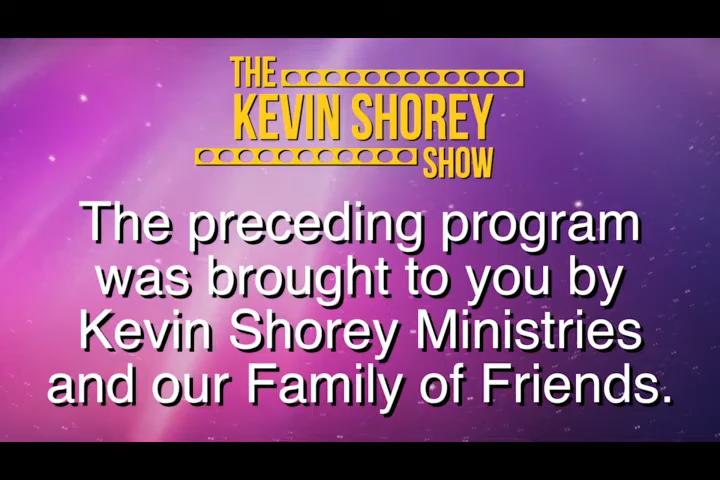 THE
KEVIN SHOREY
SHOW
The preceding program
was brought to you by
Kevin Shorey Ministries
and our Family of Friends.